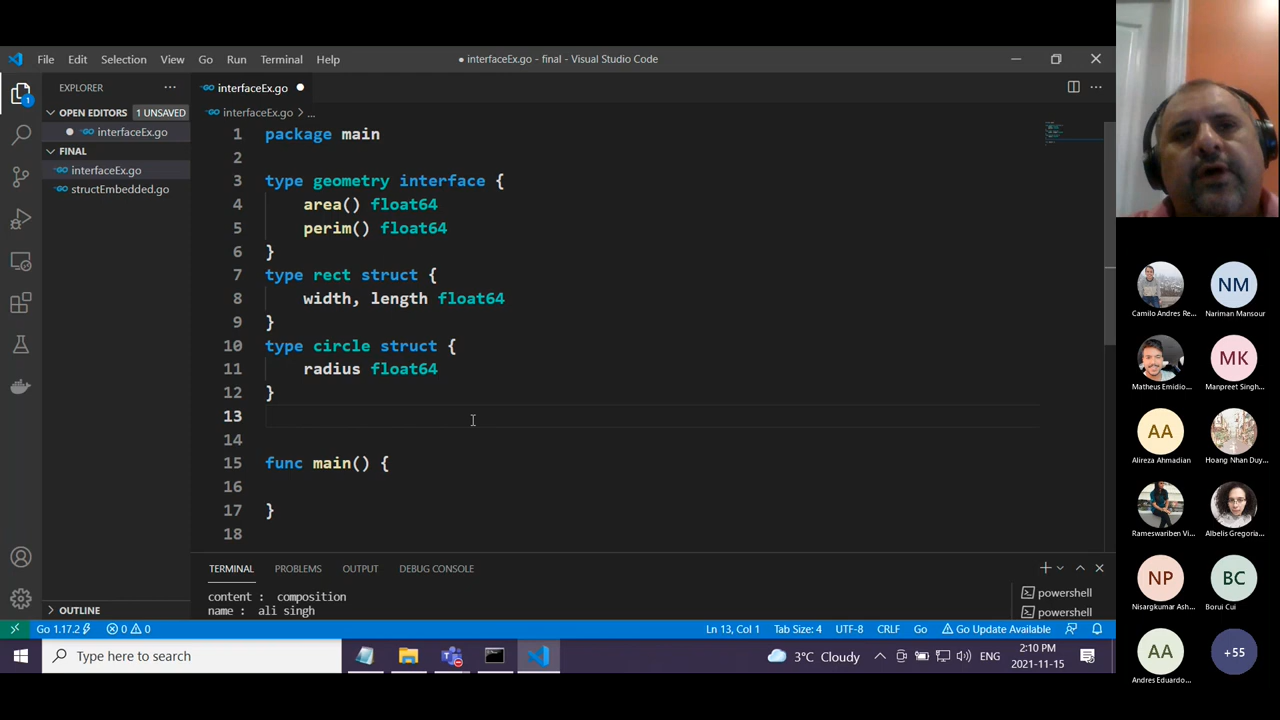 File Edit Selection View Go Run Terminal Help
● interfaceEx.go - final - Visual Studio Code
EXPLORER
interfaceEx.go ●
OPEN EDITORS 1 UNSAVED
interfaceEx.go > ...
● interfaceEx.go
FINAL
interfaceEx.go
structEmbedded.go
1 package main
2
3 type geometry interface {
4 area() float64
5 perim() float64
6 }
7 type rect struct {
8 width, length float64
9 }
10 type circle struct {
11 radius float64
12 }
13
14
15 func main() {
16
17 }
18
TERMINAL PROBLEMS OUTPUT DEBUG CONSOLE
content : composition
name : ali singh
powershell
powershell
OUTLINE
Go 1.17.2 0 0
Ln 13, Col 1 Tab Size: 4 UTF-8 CRLF Go Go Update Available
Type here to search
3°C Cloudy
ENG
2:10 PM
2021-11-15
1
Camilo Andres Re...
NM
Nariman Mansour
Matheus Emidio...
MK
Manpreet Singh...
AA
Alireza Ahmadian
Hoang Nhan Duy...
Rameswariben Vi...
Albelis Gregoria...
NP
Nisargkumar Ash...
BC
Borui Cui
AA
Andres Eduardo...
+55